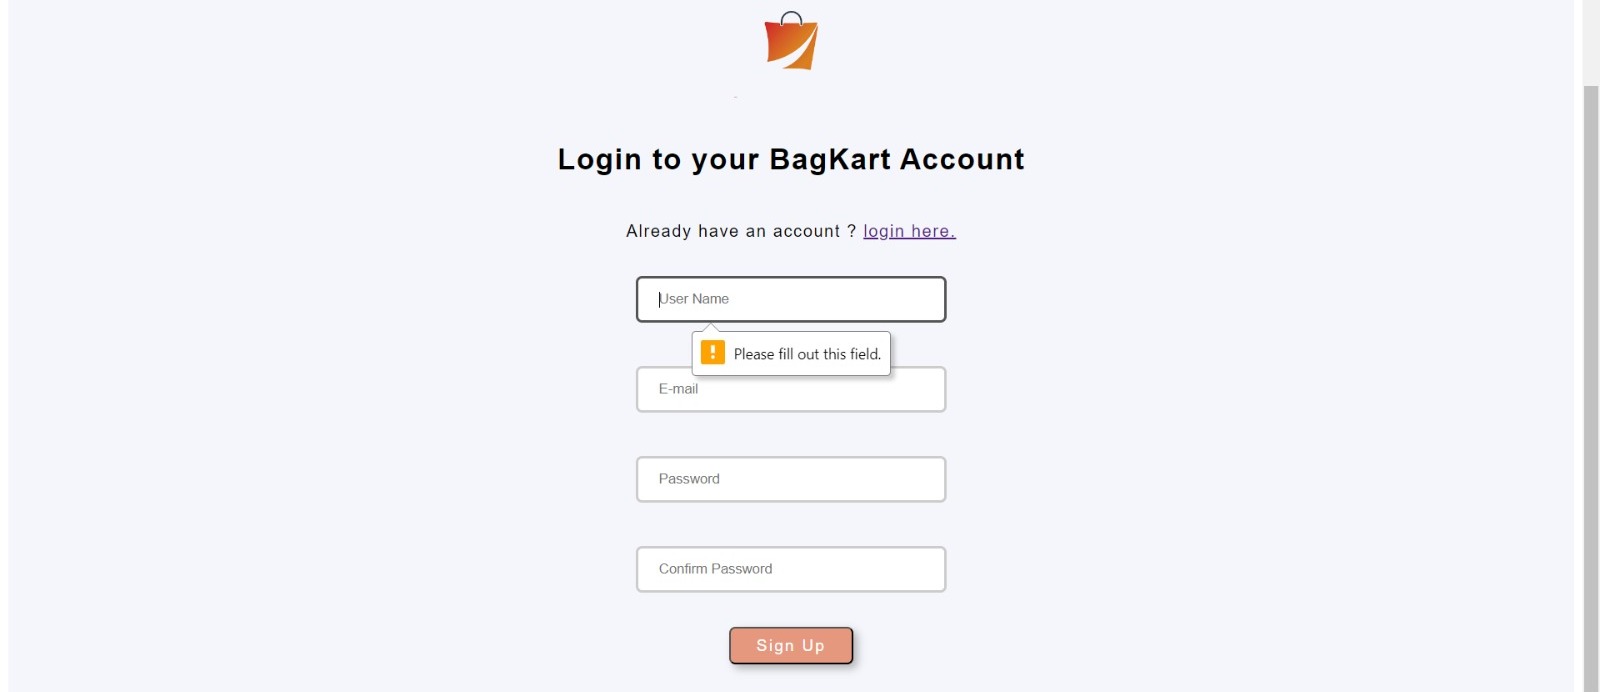 Login to your BagKart Account
Already have an account ? login here.
User Name
Please fill out this field.
E-mail
Password
Confirm Password
Sign Up